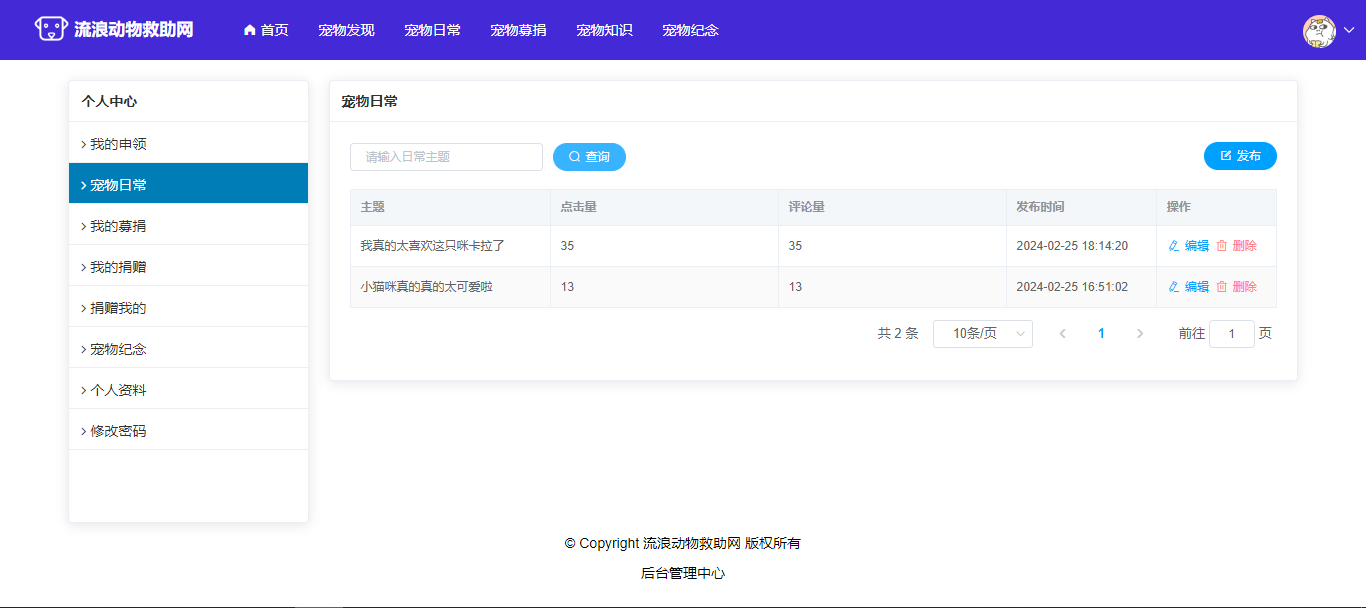 流浪动物救助网 首页 宠物发现 宠物日常 宠物募捐 宠物知识 宠物纪念
个人中心
我的申领
宠物日常
我的募捐
我的捐赠
捐赠我的
宠物纪念
个人资料
修改密码
宠物日常
请输入日常主题 查询 发布
主题 点击量 评论量 发布时间 操作
我真的太喜欢这只咪卡拉了 35 35 2024-02-25 18:14:20 编辑 删除
小猫咪真的真的太可爱啦 13 13 2024-02-25 16:51:02 编辑 删除
共 2 条 10条/页 1 前往 1 页
© Copyright 流浪动物救助网 版权所有
后台管理中心